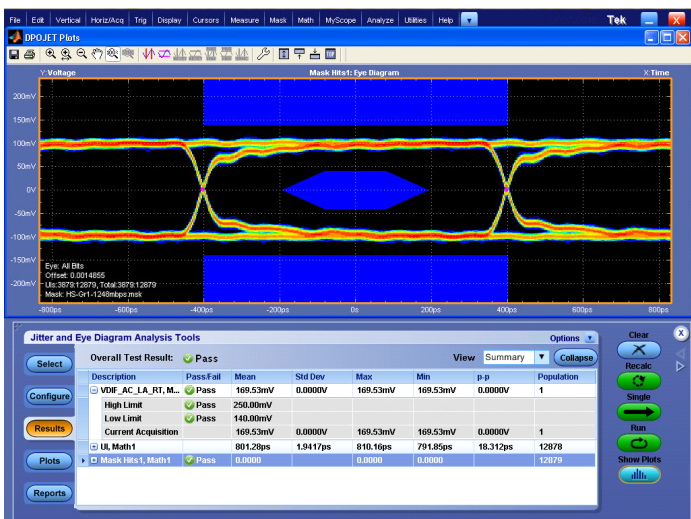 File Edit Vertical Horiz/Acq Trig Display Cursors Measure Mask Math MyScope Analyze Utilities Help Tek
DPOJET Plots
Y:Voltage Mask Hits1: Eye Diagram X:Time
200mV
150mV
100mV
50mV
0V
-50mV
-100mV
-150mV
-200mV
Eye: All Bits
Offset: 0.0014855
UIs:3879:12879, Total:3879:12879
Mask: HS-Gr1-1248mbps.msk
-800ps -600ps -400ps -200ps 0s 200ps 400ps 600ps 800ps
Jitter and Eye Diagram Analysis Tools Options Clear
Select Overall Test Result: Pass View Summary Collapse
Recalc
Description Pass/Fail Mean Std Dev Max Min p-p Population
VDIF_AC_LA_RT, M... Pass 169.53mV 0.0000V 169.53mV 169.53mV 0.0000V 1
Configure High Limit Pass 250.00mV Single
Low Limit Pass 140.00mV
Results Current Acquisition 169.53mV 0.0000V 169.53mV 169.53mV 0.0000V 1 Run
UI, Math1 801.28ps 1.9417ps 810.16ps 791.85ps 18.312ps 12878
Plots Mask Hits1, Math1 Pass 0.0000 0.0000 0.0000 12879 Show Plots
Reports